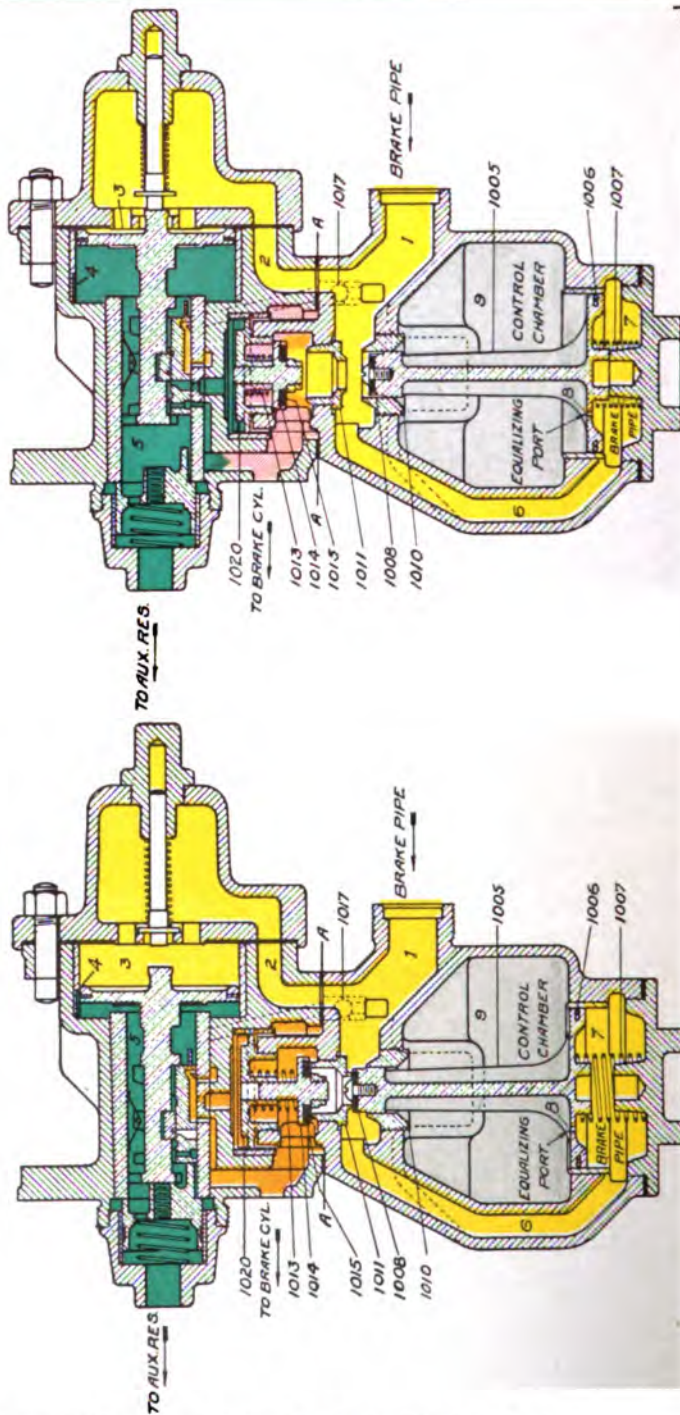 TO AUX. RES.
4
3
5
2
1020
TO BRAKE CYL.
1013
1014
A
A
1015
1011
1008
1010
1017
1
BRAKE PIPE
6
9
CONTROL
CHAMBER
EQUALIZING
PORT
8
1005
1006
1007
BRAKE
PIPE
7
TO AUX. RES.
4
3
5
2
1020
TO BRAKE CYL.
1013
1014
1015
A
A
1011
1008
1010
1017
1
BRAKE PIPE
6
9
CONTROL
CHAMBER
EQUALIZING
PORT
8
1005
1006
1007
BRAKE
PIPE
7